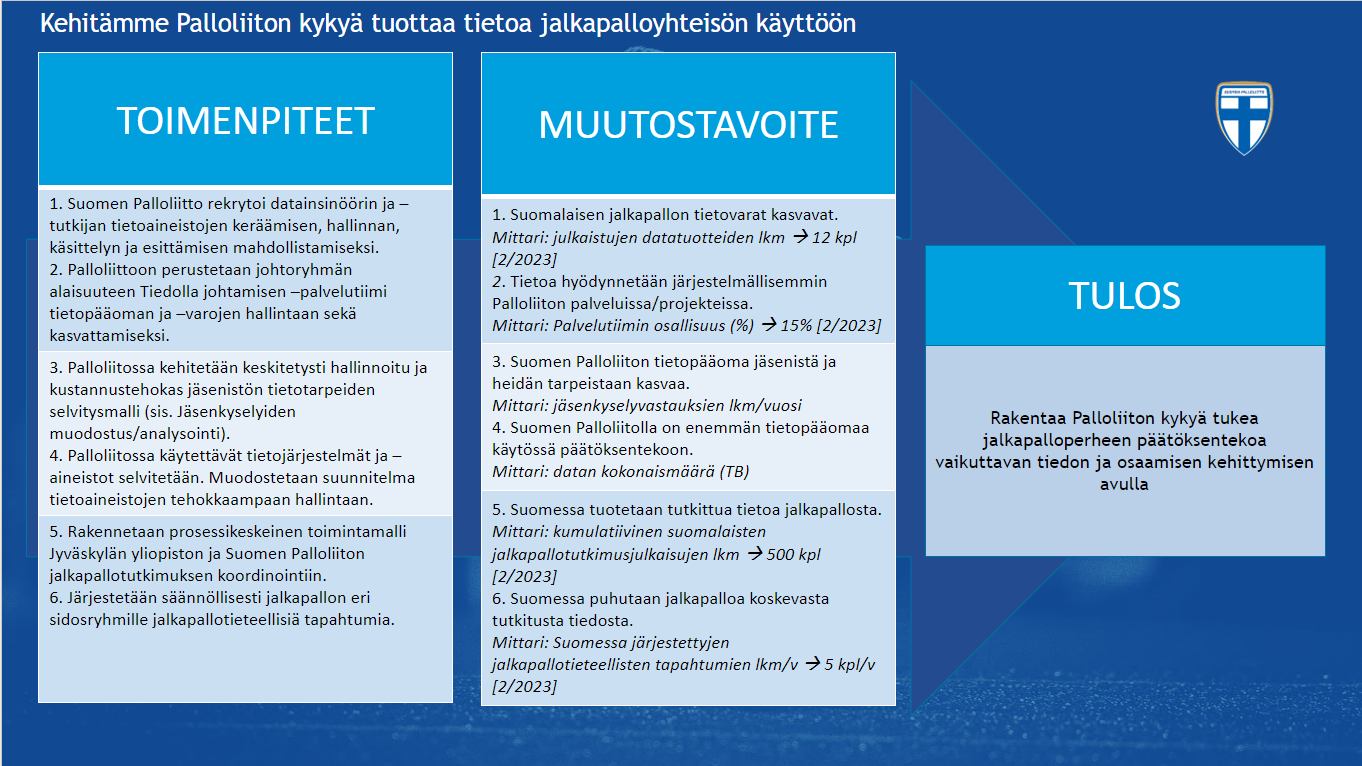 Kehitämme Palloliiton kykyä tuottaa tietoa jalkapalloyhteisön käyttöön
TOIMENPITEET
1. Suomen Palloliitto rekrytoi datainsinöörin ja –
tutkijan tietoaineistojen keräämisen, hallinnan,
käsittelyn ja esittämisen mahdollistamiseksi.
2. Palloliittoon perustetaan johtoryhmän
alaisuuteen Tiedolla johtamisen –palvelutiimi
tietopääoman ja –varojen hallintaan sekä
kasvattamiseksi.
3. Palloliitossa kehitetään keskitetysti hallinnoitu ja
kustannustehokas jäsenistön tietotarpeiden
selvitysmalli (sis. Jäsenkyselyiden
muodostus/analysointi).
4. Palloliitossa käytettävät tietojärjestelmät ja –
aineistot selvitetään. Muodostetaan suunnitelma
tietoaineistojen tehokkaampaan hallintaan.
5. Rakennetaan prosessikeskeinen toimintamalli
Jyväskylän yliopiston ja Suomen Palloliiton
jalkapallotutkimuksen koordinointiin.
6. Järjestetään säännöllisesti jalkapallon eri
sidosryhmille jalkapallotieteellisiä tapahtumia.
MUUTOSTAVOITE
1. Suomalaisen jalkapallon tietovarat kasvavat.
Mittari: julkaistujen datatuotteiden lkm → 12 kpl
[2/2023]
2. Tietoa hyödynnetään järjestelmällisemmin
Palloliiton palveluissa/projekteissa.
Mittari: Palvelutiimin osallisuus (%) → 15% [2/2023]
3. Suomen Palloliiton tietopääoma jäsenistä ja
heidän tarpeistaan kasvaa.
Mittari: jäsenkyselyvastauksien lkm/vuosi
4. Suomen Palloliitolla on enemmän tietopääomaa
käytössä päätöksentekoon.
Mittari: datan kokonaismäärä (TB)
5. Suomessa tuotetaan tutkittua tietoa jalkapallosta.
Mittari: kumulatiivinen suomalaisten
jalkapallotutkimusjulkaisujen lkm → 500 kpl
[2/2023]
6. Suomessa puhutaan jalkapalloa koskevasta
tutkitusta tiedosta.
Mittari: Suomessa järjestettyjen
jalkapallotieteellisten tapahtumien lkm/v → 5 kpl/v
[2/2023]
SUOMEN PALLOLIITTO
TULOS
Rakentaa Palloliiton kykyä tukea
jalkapalloperheen päätöksentekoa
vaikuttavan tiedon ja osaamisen kehittymisen
avulla